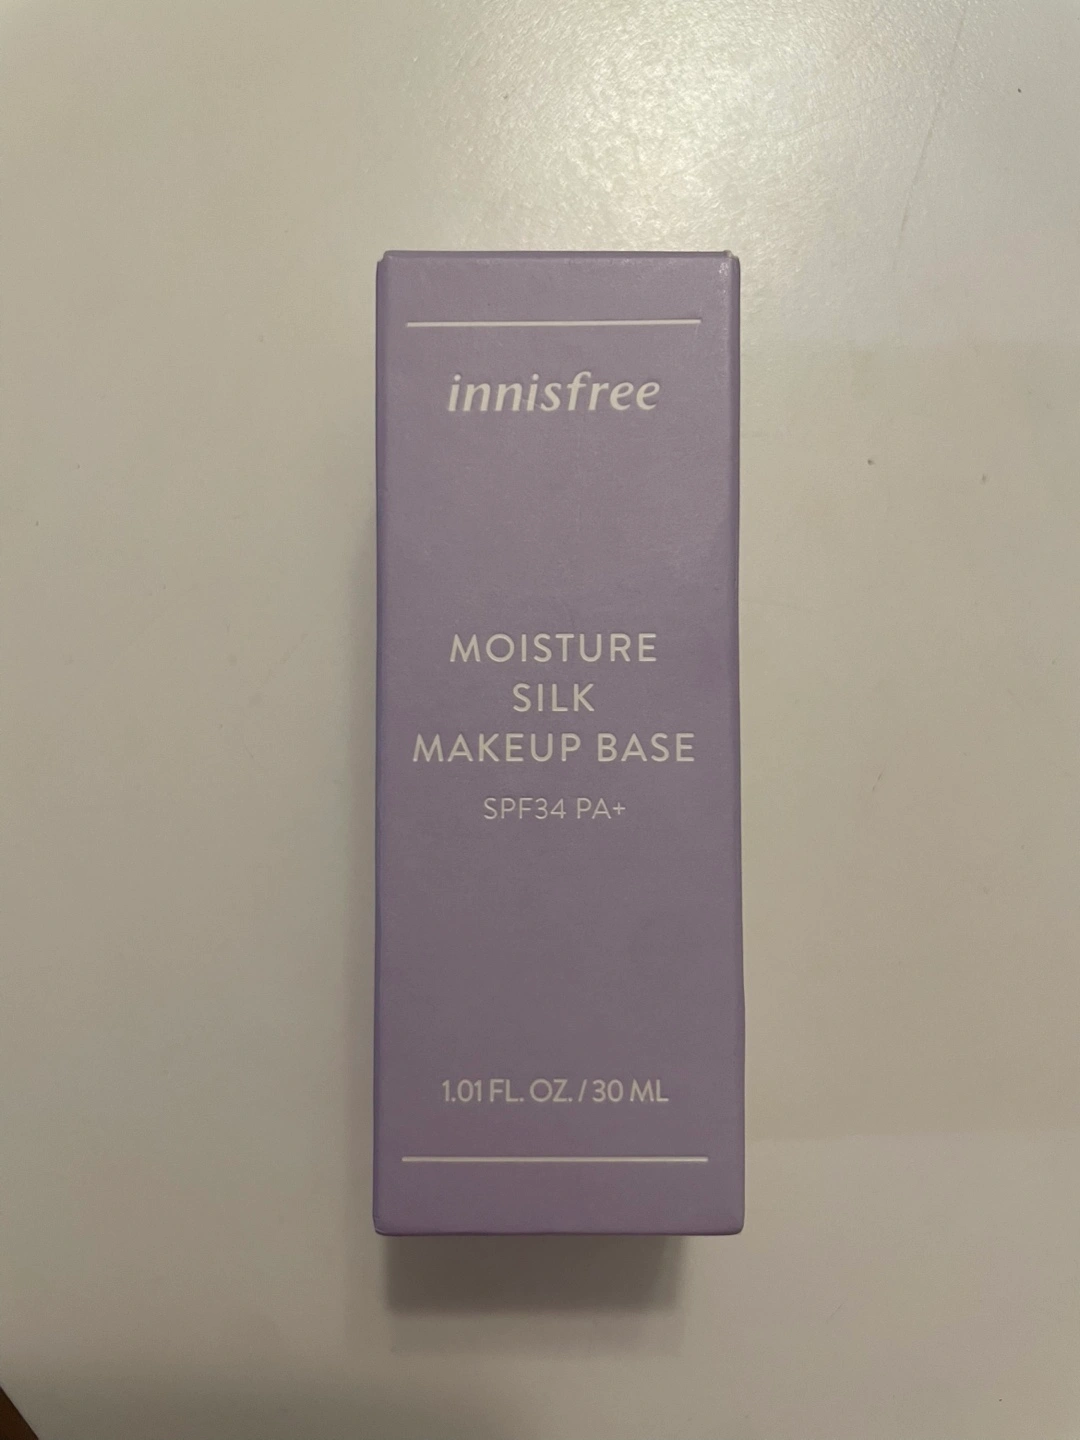 innisfree
MOISTURE
SILK
MAKEUP BASE
SPF34 PA+
1.01 FL. OZ. / 30 ML